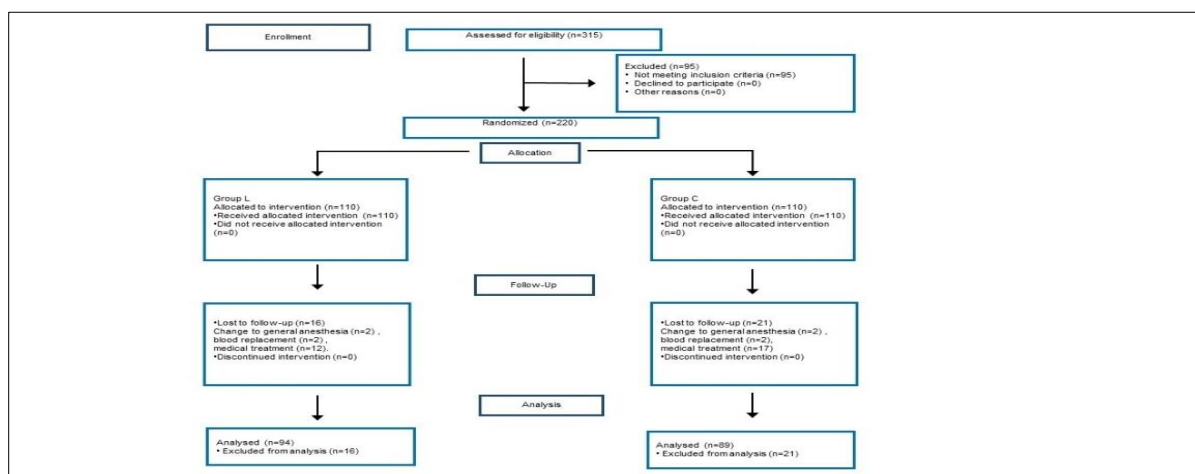 Enrollment
Assessed for eligibility (n=315)
Excluded (n=95)
• Not meeting inclusion criteria (n=95)
• Declined to participate (n=0)
• Other reasons (n=0)
Randomized (n=220)
Allocation
Group L
Allocated to intervention (n=110)
•Received allocated intervention (n=110)
•Did not receive allocated intervention
(n=0)
Group C
Allocated to intervention (n=110)
•Received allocated intervention (n=110)
•Did not receive allocated intervention
(n=0)
Follow-Up
•Lost to follow-up (n=16)
Change to general anesthesia (n=2) ,
blood replacement (n=2) ,
medical treatment (n=12).
•Discontinued intervention (n=0)
•Lost to follow-up (n=21)
Change to general anesthesia (n=2) ,
blood replacement (n=2),
medical treatment (n=17)
•Discontinued intervention (n=0)
Analysis
Analysed (n=94)
• Excluded from analysis (n=16)
Analysed (n=89)
• Excluded from analysis (n=21)